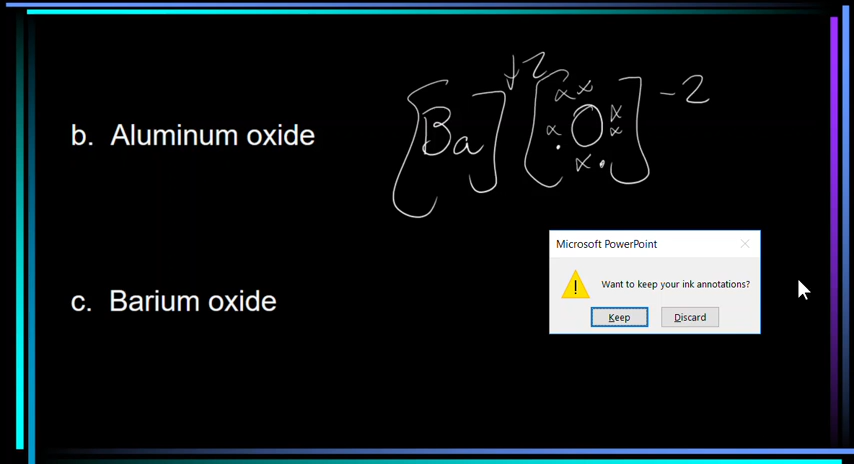 [Ba]+2 [O]-2
b. Aluminum oxide
Microsoft PowerPoint
Want to keep your ink annotations?
Keep Discard
c. Barium oxide